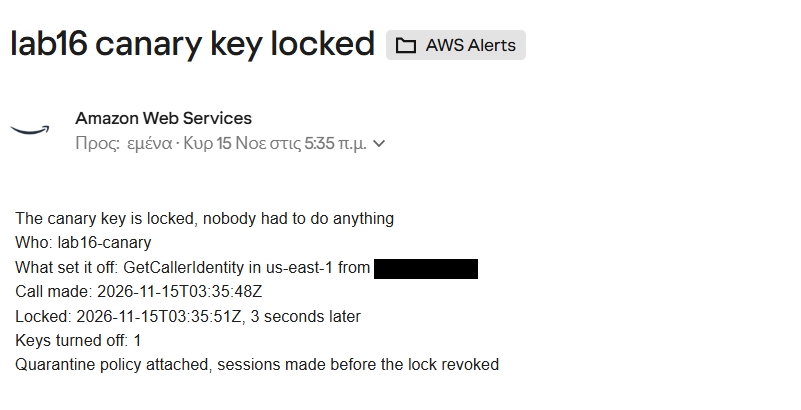 lab16 canary key locked
AWS Alerts
Amazon Web Services
Προς: εμένα · Κυρ 15 Νοε στις 5:35 π.μ.
The canary key is locked, nobody had to do anything
Who: lab16-canary
What set it off: GetCallerIdentity in us-east-1 from
Call made: 2026-11-15T03:35:48Z
Locked: 2026-11-15T03:35:51Z, 3 seconds later
Keys turned off: 1
Quarantine policy attached, sessions made before the lock revoked